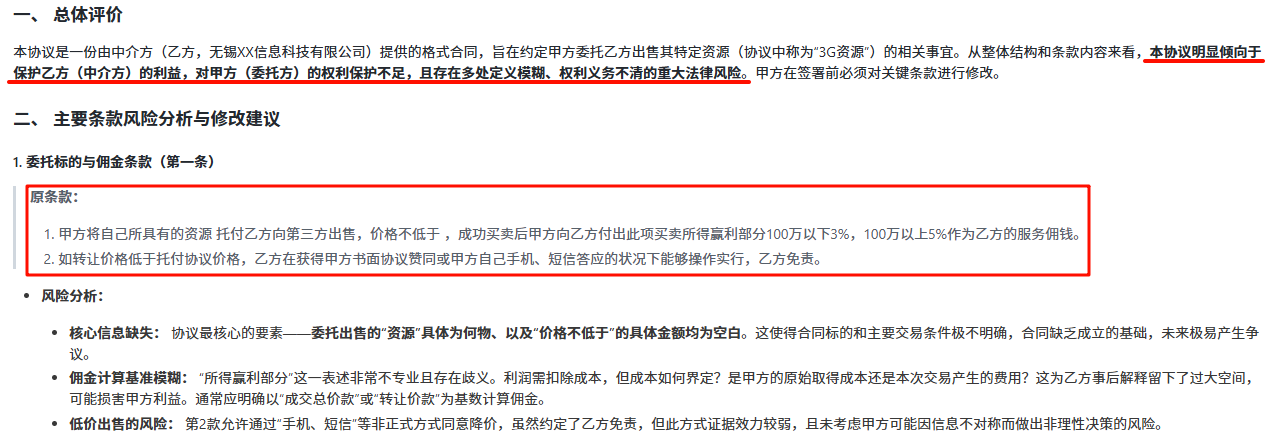 一、 总体评价
本协议是一份由中介方（乙方，无锡XX信息科技有限公司）提供的格式合同，旨在约定甲方委托乙方出售其特定资源（协议中称为“3G资源”）的相关事宜。从整体结构和条款内容来看，本协议明显倾向于
保护乙方（中介方）的利益，对甲方（委托方）的权利保护不足，且存在多处定义模糊、权利义务不清的重大法律风险。甲方在签署前必须对关键条款进行修改。
二、 主要条款风险分析与修改建议
1. 委托标的与佣金条款（第一条）
原条款：
1. 甲方将自己所具有的资源 托付乙方向第三方出售，价格不低于 ，成功买卖后甲方向乙方付出此项买卖所得赢利部分100万以下3%，100万以上5%作为乙方的服务佣钱。
2. 如转让价格低于托付协议价格，乙方在获得甲方书面协议赞同或甲方自己手机、短信答应的状况下能够操作实行，乙方免责。
• 风险分析：
• 核心信息缺失： 协议最核心的要素——委托出售的“资源”具体为何物、以及“价格不低于”的具体金额均为空白。这使得合同标的和主要交易条件极不明确，合同缺乏成立的基础，未来极易产生争
议。
• 佣金计算基准模糊： “所得赢利部分”这一表述非常不专业且存在歧义。利润需扣除成本，但成本如何界定？是甲方的原始取得成本还是本次交易产生的费用？这为乙方事后解释留下了过大空间，
可能损害甲方利益。通常应明确以“成交总价款”或“转让价款”为基数计算佣金。
• 低价出售的风险： 第2款允许通过“手机、短信”等非正式方式同意降价，虽然约定了乙方免责，但此方式证据效力较弱，且未考虑甲方可能因信息不对称而做出非理性决策的风险。